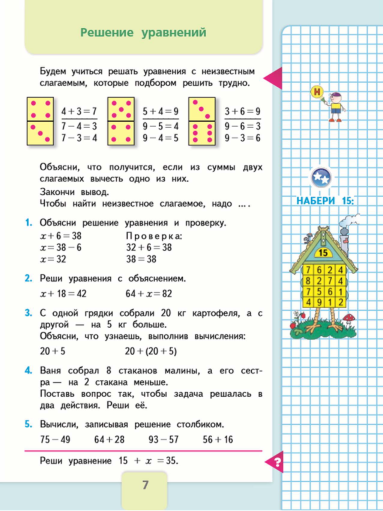 Решение уравнений
Будем учиться решать уравнения с неизвестным
слагаемым, которые подбором решить трудно.
Н
4 + 3 = 7
7 − 4 = 3
7 − 3 = 4
5 + 4 = 9
9 − 5 = 4
9 − 4 = 5
3 + 6 = 9
9 − 6 = 3
9 − 3 = 6
Объясни, что получится, если из суммы двух
слагаемых вычесть одно из них.
Закончи вывод.
Чтобы найти неизвестное слагаемое, надо ... .
НАБЕРИ 15:
15
7 6 2 4
8 2 7 4
7 5 6 1
4 9 1 2
1. Объясни решение уравнения и проверку.
x + 6 = 38 Проверка:
x = 38 − 6 32 + 6 = 38
x = 32 38 = 38
2. Реши уравнения с объяснением.
x + 18 = 42 64 + x = 82
3. С одной грядки собрали 20 кг картофеля, а с
другой — на 5 кг больше.
Объясни, что узнаешь, выполнив вычисления:
20 + 5 20 + (20 + 5)
4. Ваня собрал 8 стаканов малины, а его сест-
ра — на 2 стакана меньше.
Поставь вопрос так, чтобы задача решалась в
два действия. Реши её.
5. Вычисли, записывая решение столбиком.
75 − 49 64 + 28 93 − 57 56 + 16
Реши уравнение 15 + x = 35.
?
7